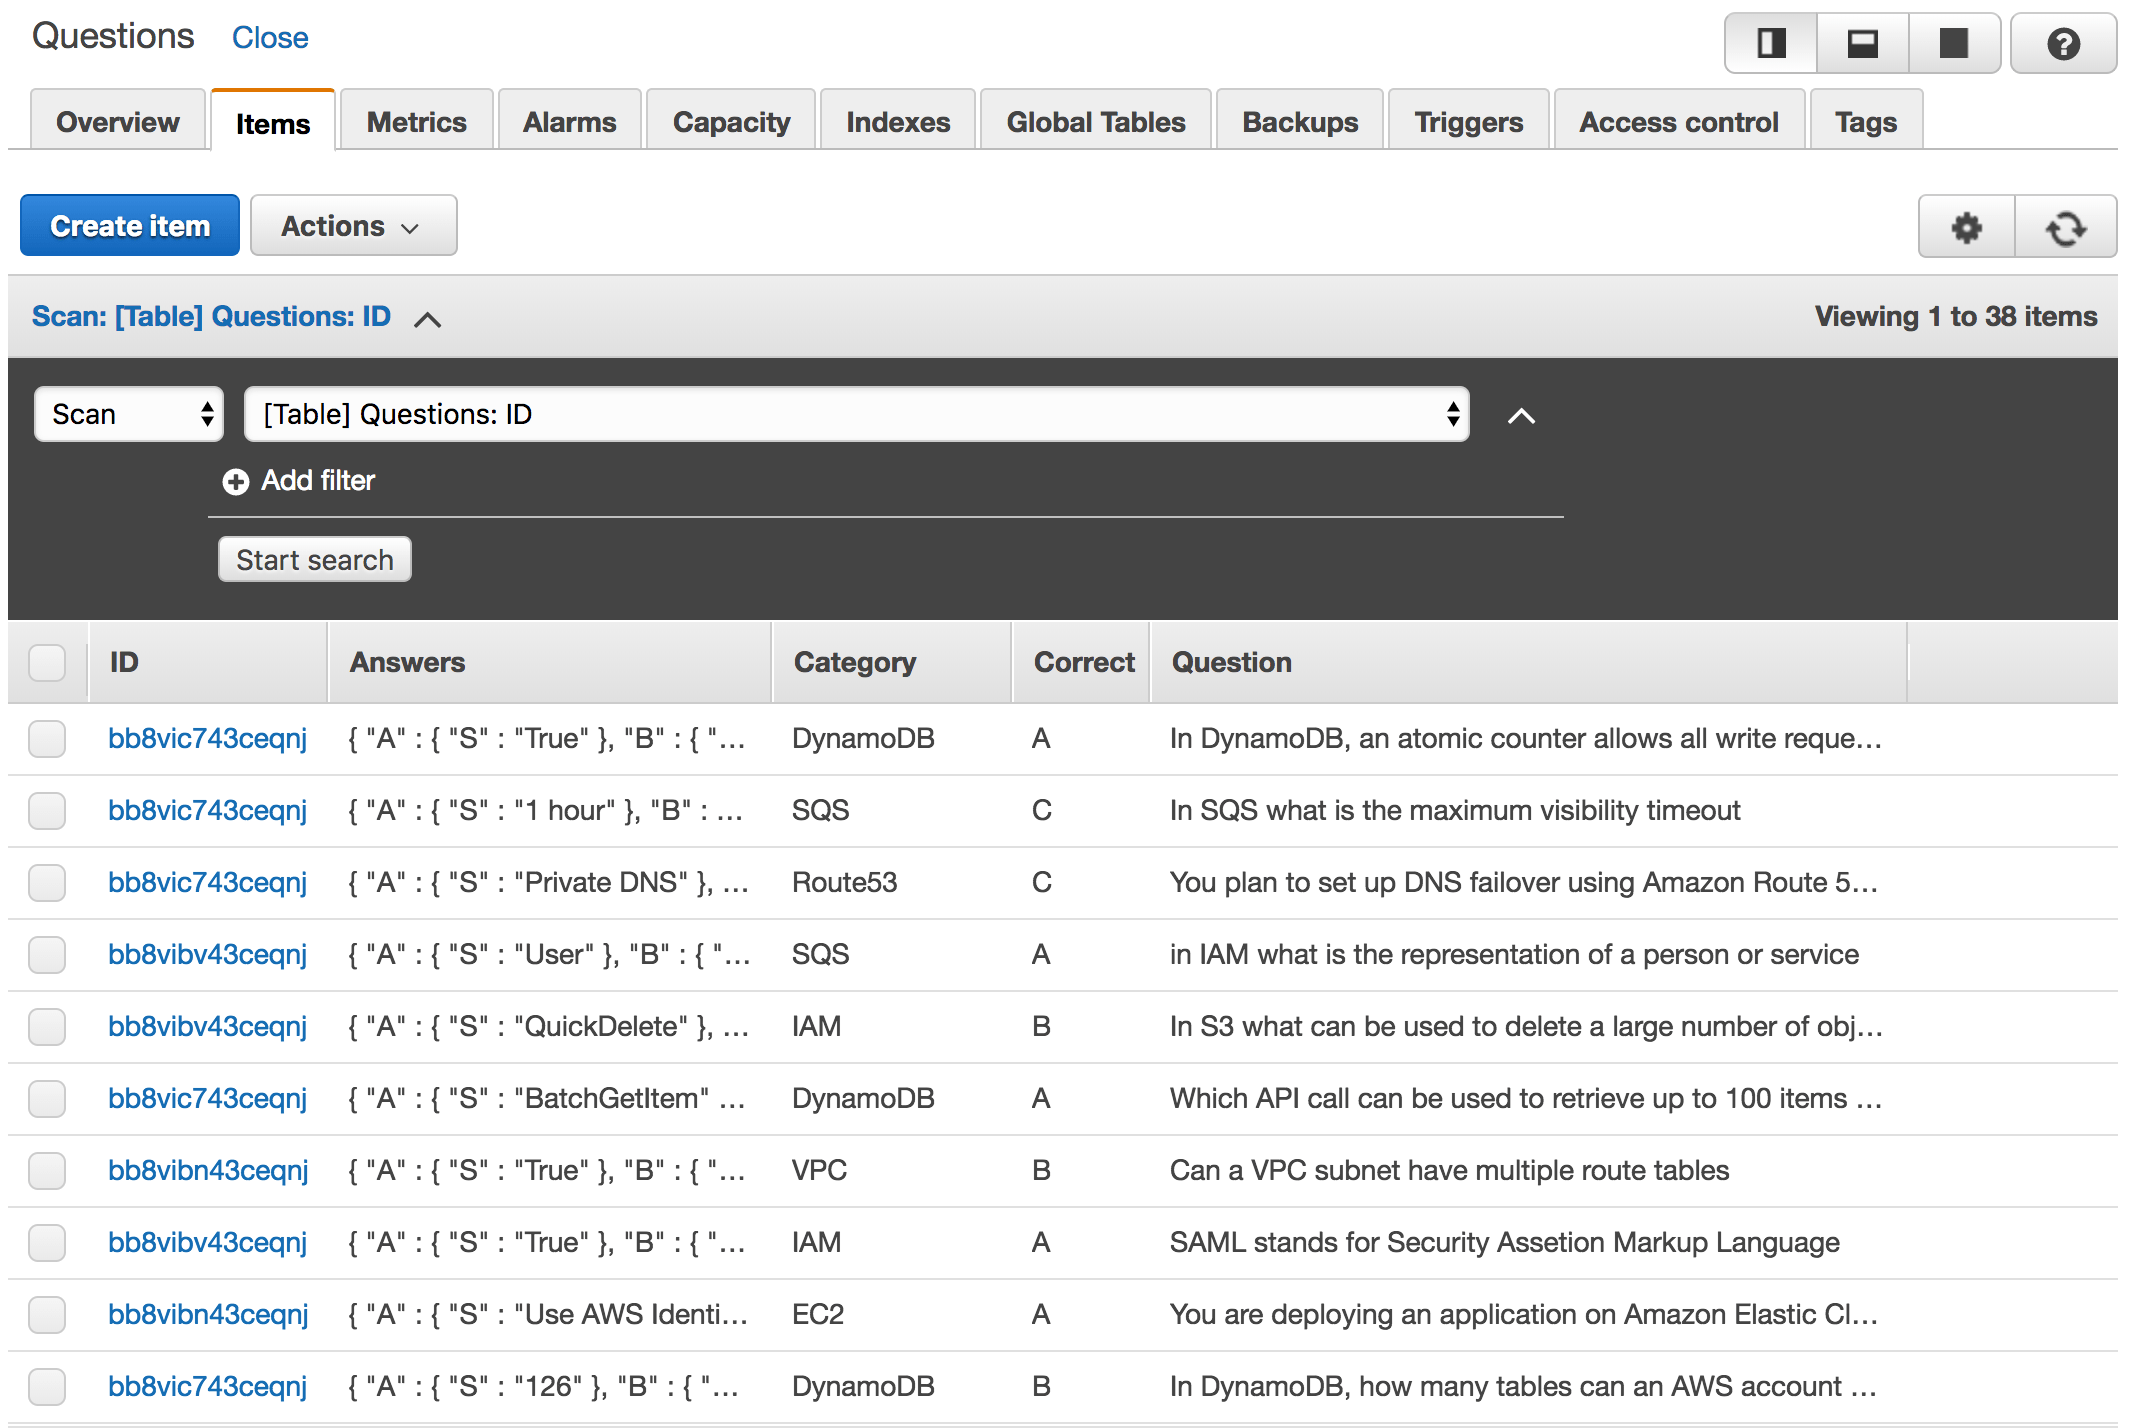 Questions Close
Overview Items Metrics Alarms Capacity Indexes Global Tables Backups Triggers Access control Tags
Create item Actions
Scan: [Table] Questions: ID Viewing 1 to 38 items
Scan [Table] Questions: ID
Add filter
Start search
ID Answers Category Correct Question
bb8vic743ceqnj { "A" : { "S" : "True" }, "B" : { "... DynamoDB A In DynamoDB, an atomic counter allows all write reque...
bb8vic743ceqnj { "A" : { "S" : "1 hour" }, "B" : ... SQS C In SQS what is the maximum visibility timeout
bb8vic743ceqnj { "A" : { "S" : "Private DNS" }, ... Route53 C You plan to set up DNS failover using Amazon Route 5...
bb8vibv43ceqnj { "A" : { "S" : "User" }, "B" : { "... SQS A in IAM what is the representation of a person or service
bb8vibv43ceqnj { "A" : { "S" : "QuickDelete" }, ... IAM B In S3 what can be used to delete a large number of obj...
bb8vic743ceqnj { "A" : { "S" : "BatchGetItem" ... DynamoDB A Which API call can be used to retrieve up to 100 items ...
bb8vibn43ceqnj { "A" : { "S" : "True" }, "B" : { "... VPC B Can a VPC subnet have multiple route tables
bb8vibv43ceqnj { "A" : { "S" : "True" }, "B" : { "... IAM A SAML stands for Security Assetion Markup Language
bb8vibn43ceqnj { "A" : { "S" : "Use AWS Identi... EC2 A You are deploying an application on Amazon Elastic Cl...
bb8vic743ceqnj { "A" : { "S" : "126" }, "B" : { "... DynamoDB B In DynamoDB, how many tables can an AWS account ...